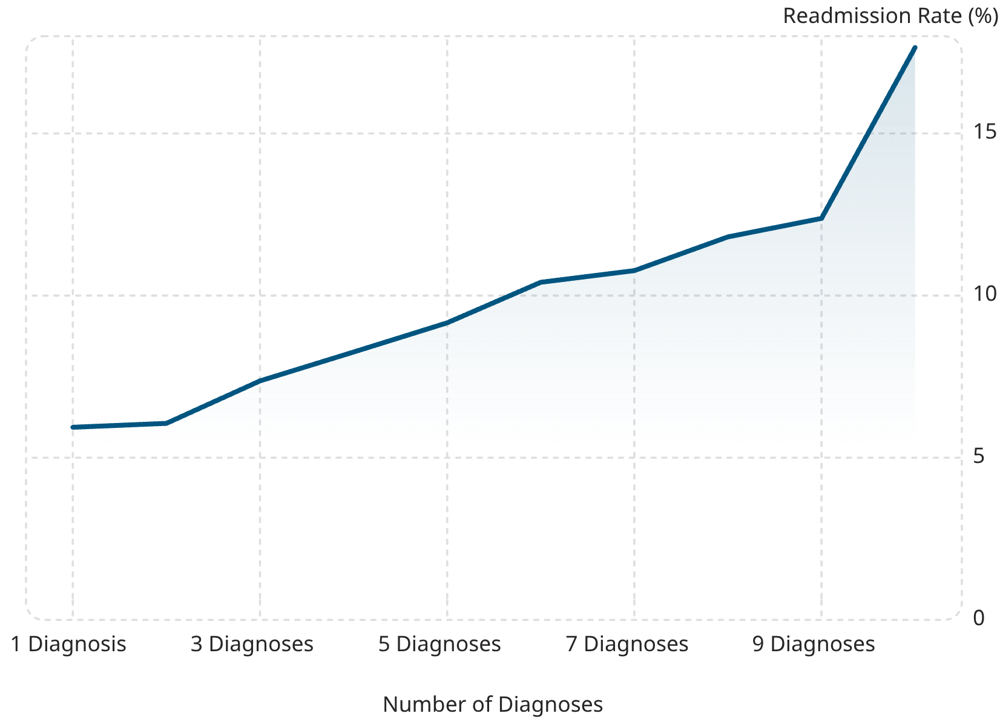 Readmission Rate (%)
15
10
5
0
1 Diagnosis 3 Diagnoses 5 Diagnoses 7 Diagnoses 9 Diagnoses
Number of Diagnoses